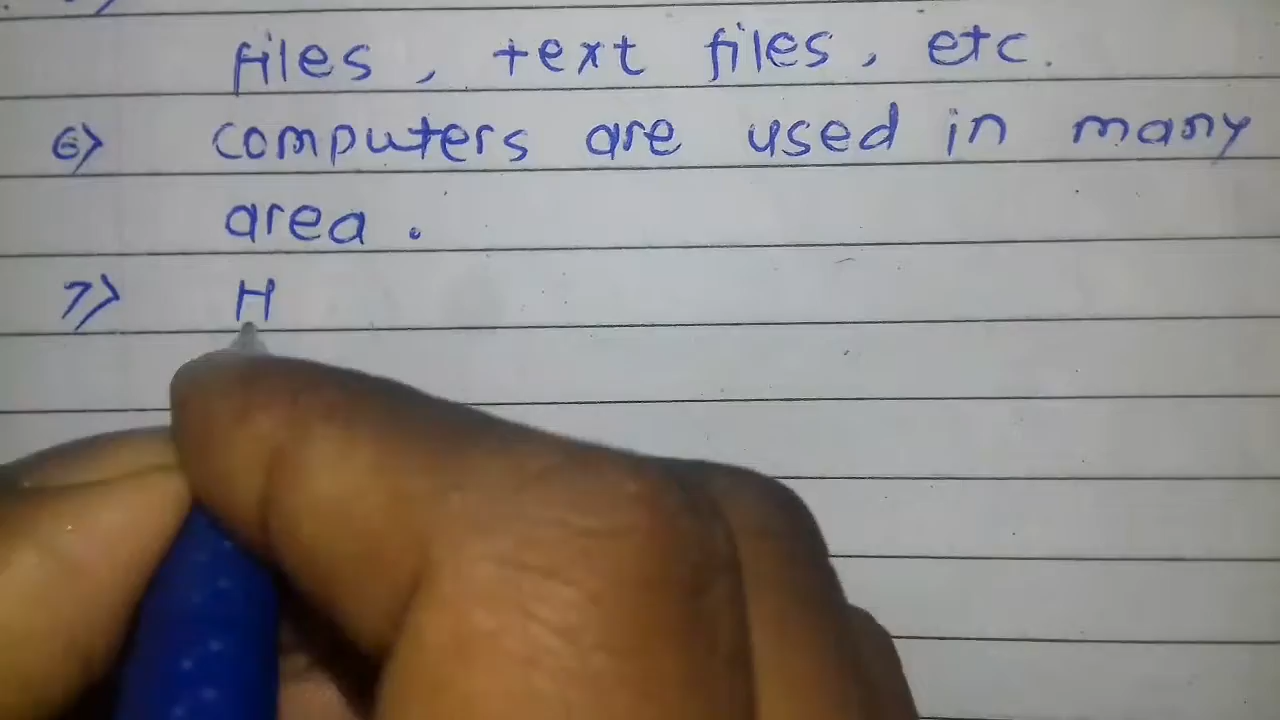 files, text files, etc.
6> computers are used in many
area.
7> H